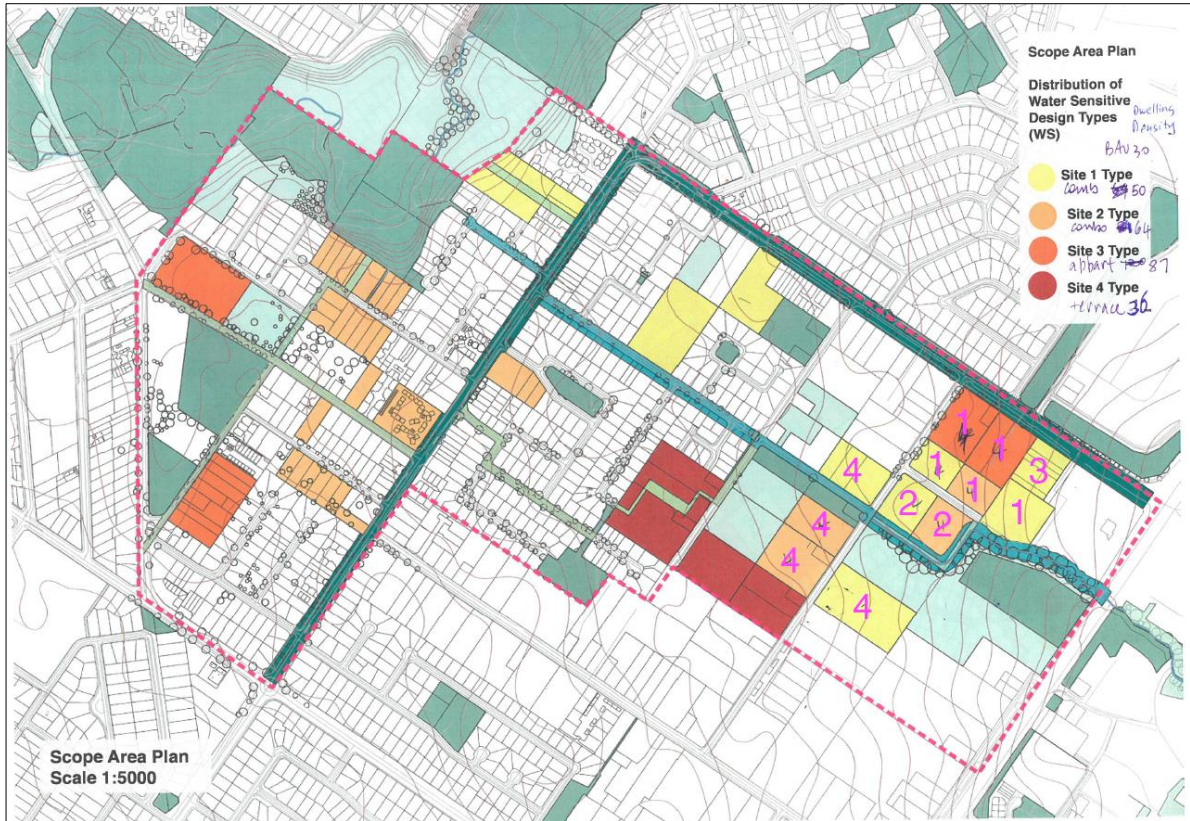 Scope Area Plan
Distribution of
Water Sensitive
Design Types
(WS)
Dwelling
Density
BAU 30
Site 1 Type
comb 50
Site 2 Type
combo 64
Site 3 Type
appart 87
Site 4 Type
terrace 36
1
1
1
3
4
1
2
2
1
4
4
4
Scope Area Plan
Scale 1:5000